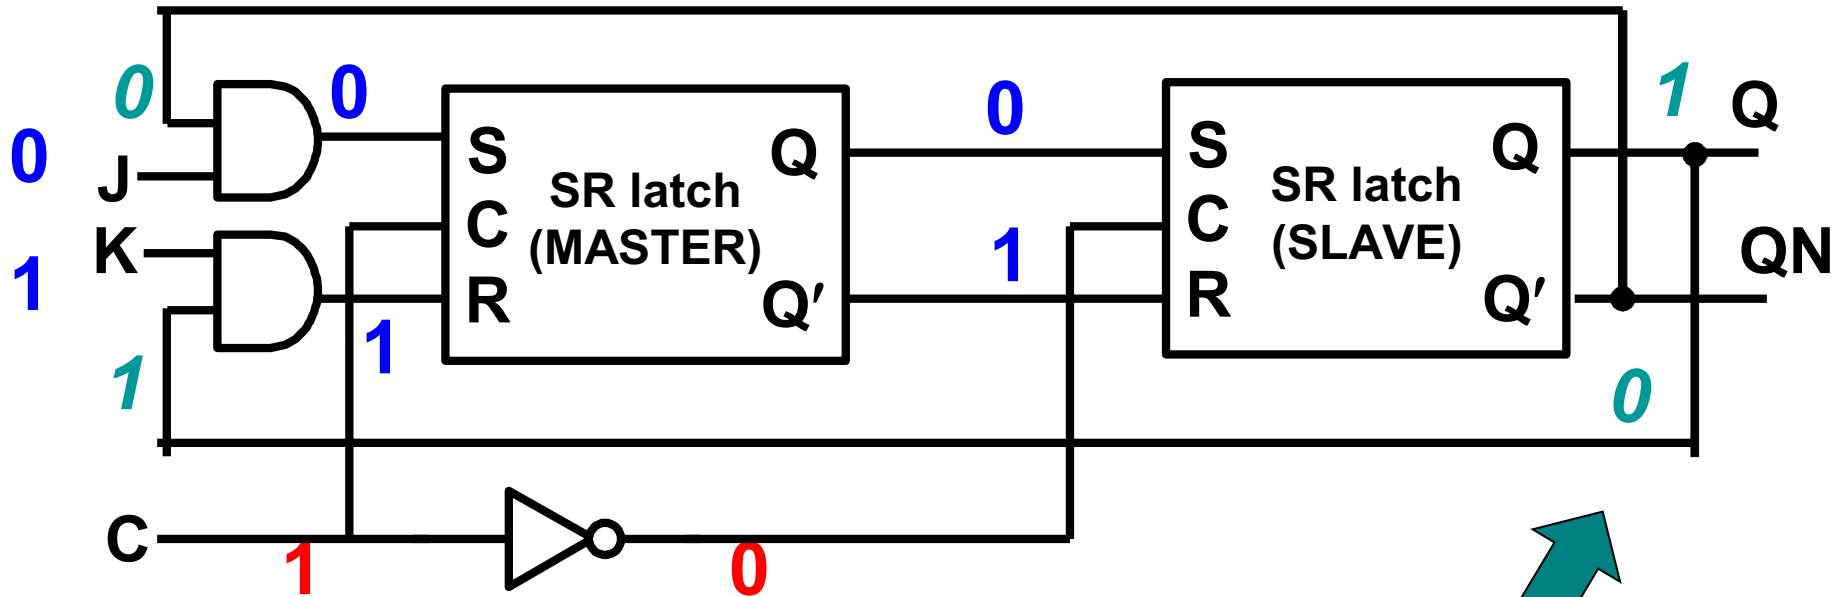 0 0 0 1 Q
0 J S Q S Q
SR latch SR latch
K C (MASTER) C (SLAVE) QN
1 1 R Q′ 1 R Q′
1 0
C 1 0